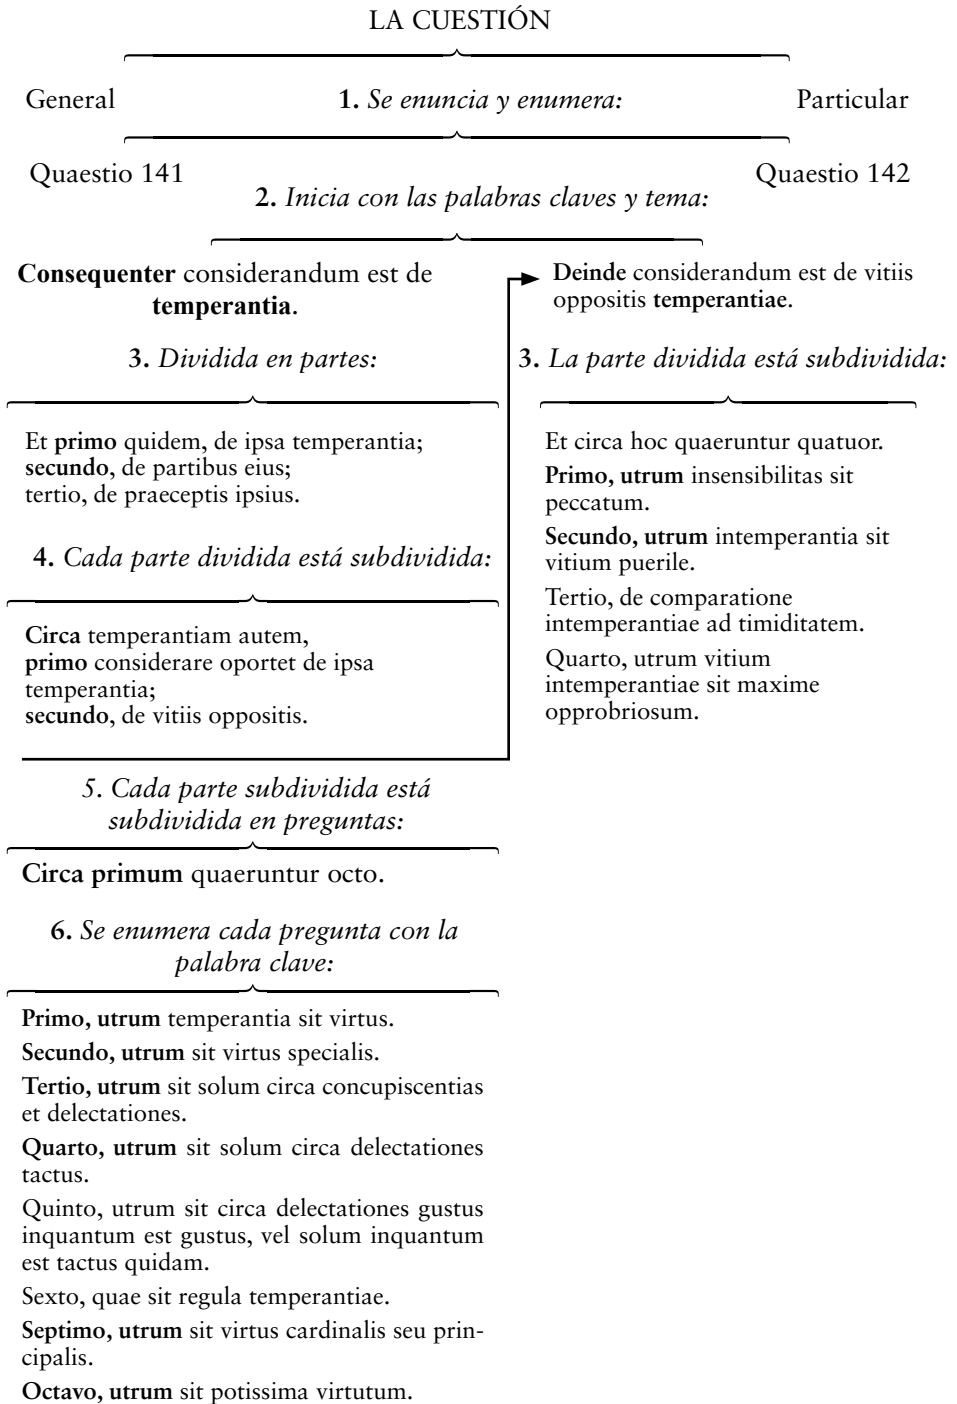 LA CUESTIÓN
General
1. Se enuncia y enumera:
Particular
Quaestio 141
Quaestio 142
2. Inicia con las palabras claves y tema:
Consequenter considerandum est de
temperantia.
3. Dividida en partes:
Et primo quidem, de ipsa temperantia;
secundo, de partibus eius;
tertio, de praeceptis ipsius.
4. Cada parte dividida está subdividida:
Circa temperantiam autem,
primo considerare oportet de ipsa
temperantia;
secundo, de vitiis oppositis.
5. Cada parte subdividida está
subdividida en preguntas:
Circa primum quaeruntur octo.
6. Se enumera cada pregunta con la
palabra clave:
Primo, utrum temperantia sit virtus.
Secundo, utrum sit virtus specialis.
Tertio, utrum sit solum circa concupiscentias
et delectationes.
Quarto, utrum sit solum circa delectationes
tactus.
Quinto, utrum sit circa delectationes gustus
inquantum est gustus, vel solum inquantum
est tactus quidam.
Sexto, quae sit regula temperantiae.
Septimo, utrum sit virtus cardinalis seu prin-
cipalis.
Octavo, utrum sit potissima virtutum.
Deinde considerandum est de vitiis
oppositis temperantiae.
3. La parte dividida está subdividida:
Et circa hoc quaeruntur quatuor.
Primo, utrum insensibilitas sit
peccatum.
Secundo, utrum intemperantia sit
vitium puerile.
Tertio, de comparatione
intemperantiae ad timiditatem.
Quarto, utrum vitium
intemperantiae sit maxime
opprobriosum.